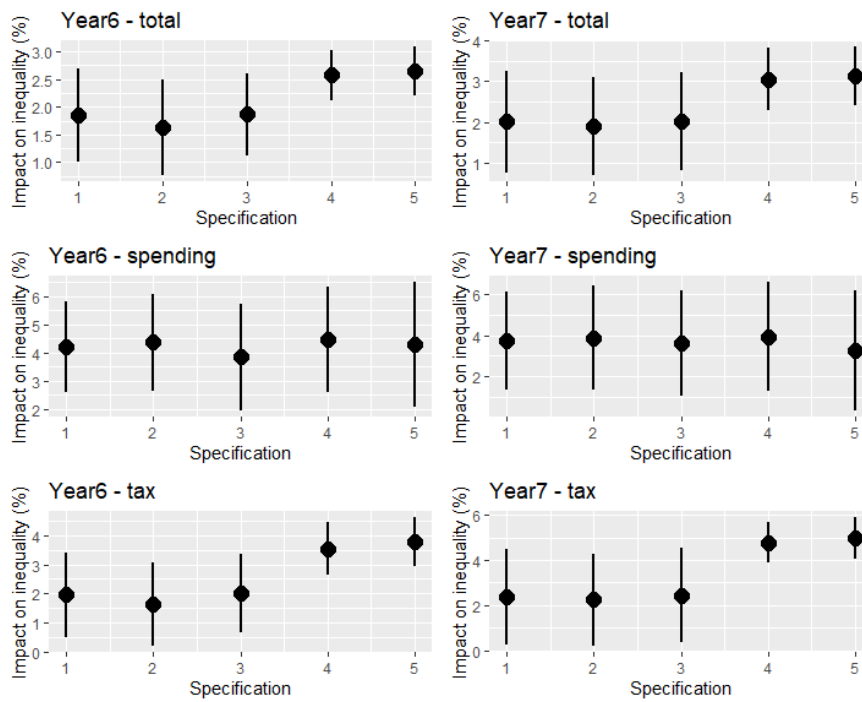 Year6 - total
Impact on inequality (%)
3.0
2.5
2.0
1.5
1.0
1 2 3 4 5
Specification
Year7 - total
Impact on inequality (%)
4
3
2
1
1 2 3 4 5
Specification
Year6 - spending
Impact on inequality (%)
6
5
4
3
2
1 2 3 4 5
Specification
Year7 - spending
Impact on inequality (%)
6
4
2
1 2 3 4 5
Specification
Year6 - tax
Impact on inequality (%)
4
3
2
1
0
1 2 3 4 5
Specification
Year7 - tax
Impact on inequality (%)
6
4
2
0
1 2 3 4 5
Specification